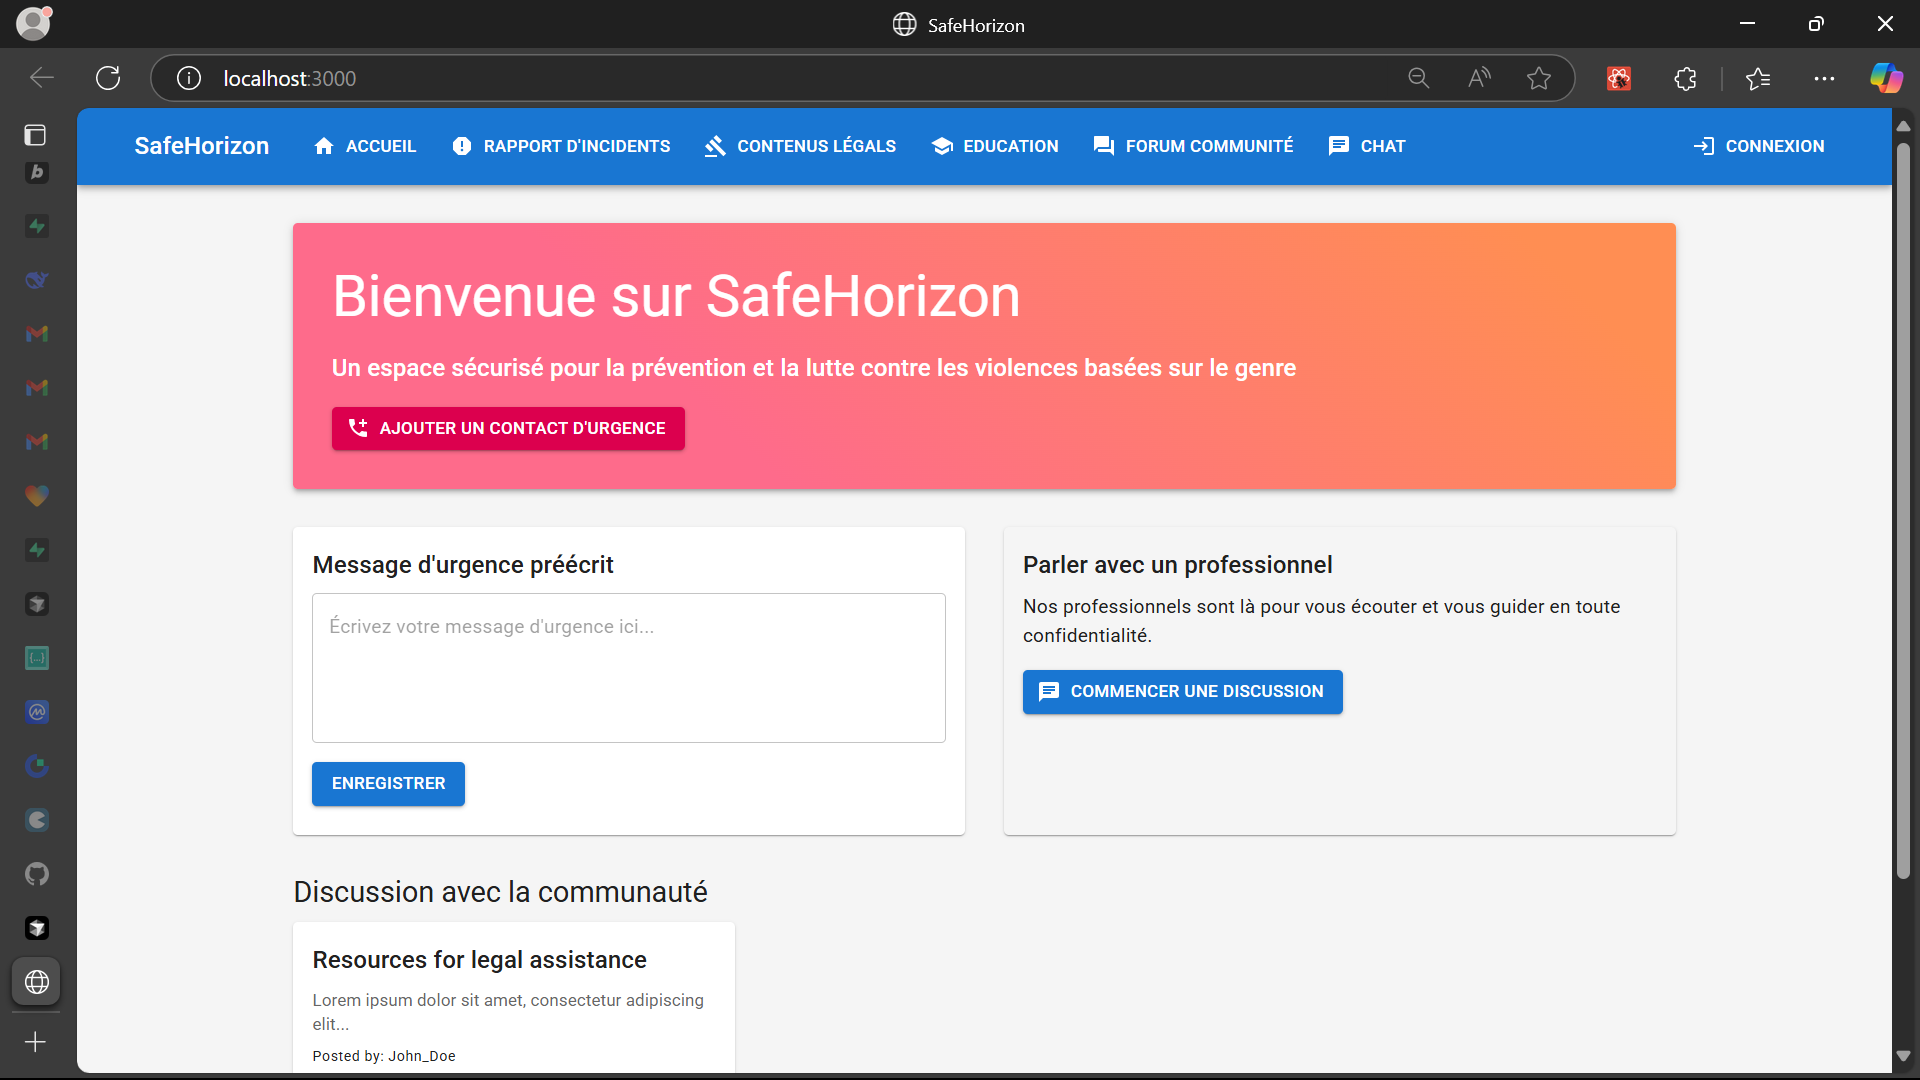 SafeHorizon
localhost:3000
SafeHorizon
ACCUEIL
RAPPORT D'INCIDENTS
CONTENUS LÉGALS
EDUCATION
FORUM COMMUNITÉ
CHAT
CONNEXION
Bienvenue sur SafeHorizon
Un espace sécurisé pour la prévention et la lutte contre les violences basées sur le genre
AJOUTER UN CONTACT D'URGENCE
Message d'urgence préécrit
Écrivez votre message d'urgence ici...
ENREGISTRER
Parler avec un professionnel
Nos professionnels sont là pour vous écouter et vous guider en toute
confidentialité.
COMMENCER UNE DISCUSSION
Discussion avec la communauté
Resources for legal assistance
Lorem ipsum dolor sit amet, consectetur adipiscing
elit...
Posted by: John_Doe